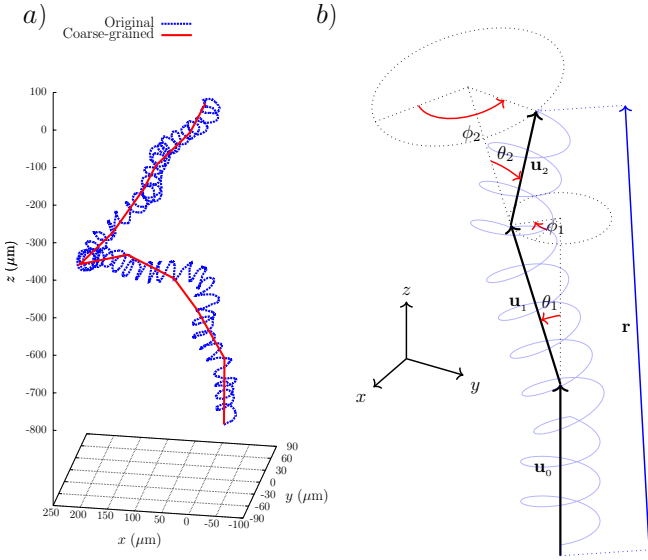 a)
Original
Coarse-grained
100
0
-100
-200
-300
-400
-500
-600
-700
-800
z (μm)
90
60
30
0
-30
-60
-90
y (μm)
250 200 150 100 50 0 -50 -100
x (μm)
b)
ϕ₂
θ₂
u₂
ϕ₁
u₁
θ₁
r
z
x
y
u₀